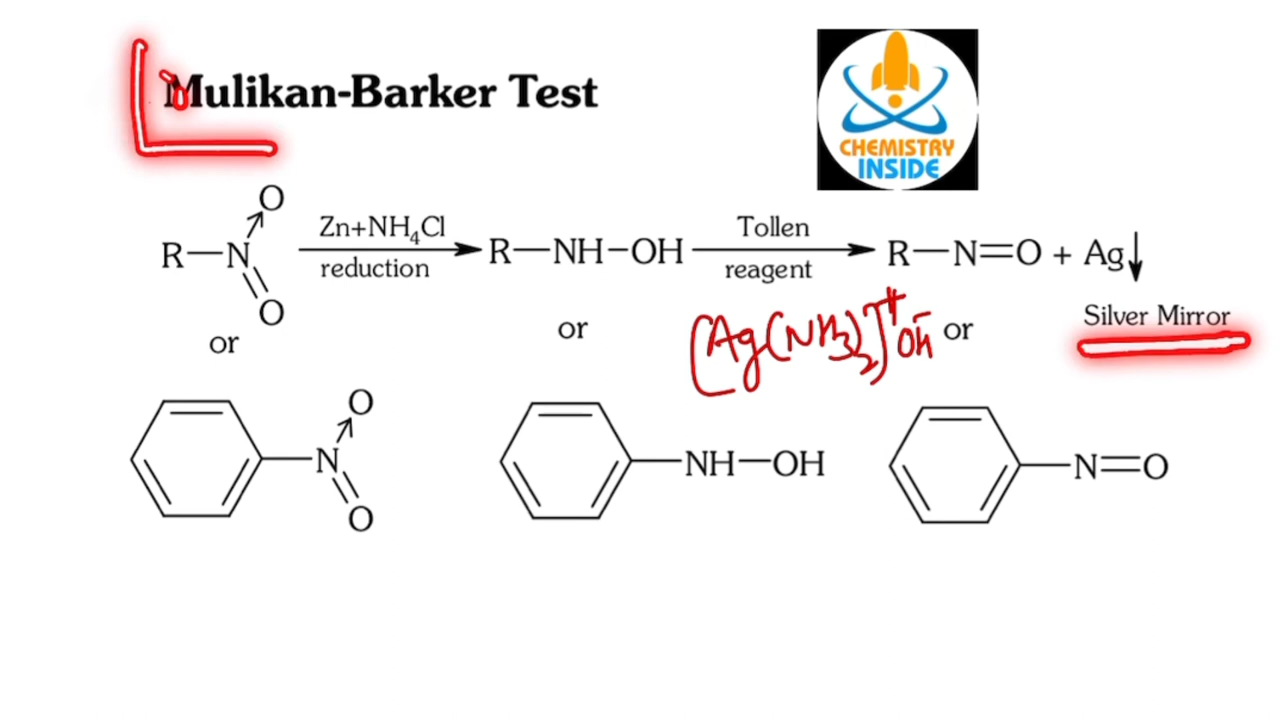 Mulikan-Barker Test
CHEMISTRY
INSIDE
R—N→O
=O
Zn+NH₄Cl
reduction
R—NH–OH
Tollen
reagent
R—N=O + Ag↓
Silver Mirror
or
or
[Ag(NH₃)₂]⁺OH⁻
or
N→O
=O
NH—OH
N=O